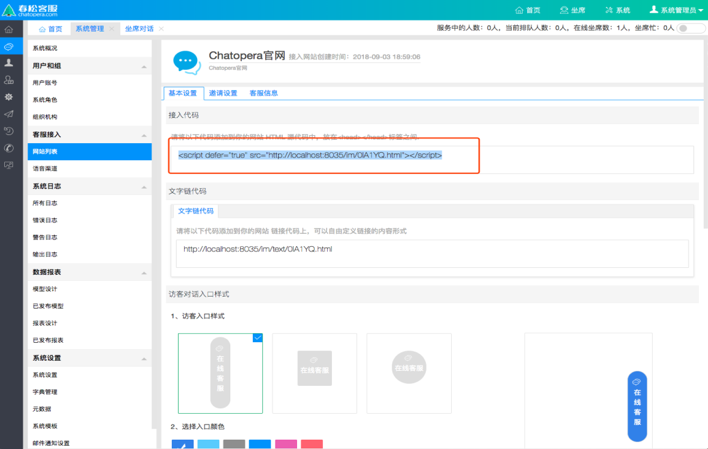 春松客服
chatopera.com
首页
坐席
系统
系统管理员
首页
系统管理
坐席对话
服务中的人数：0人，当前排队人数：0人，在线坐席数：1人，坐席忙：0人
系统概况
用户和组
用户账号
系统角色
组织机构
客服接入
网站列表
语音渠道
系统日志
所有日志
错误日志
警告日志
输出日志
数据报表
模型设计
已发布模型
报表设计
已发布报表
系统设置
系统设置
字典管理
元数据
系统模板
邮件通知设置
Chatopera官网 接入网站创建时间：2018-09-03 18:59:06
Chatopera官网
基本设置
邀请设置
客服信息
接入代码
请将以下代码添加到你的网站 HTML 源代码中，放在 <head></head> 标签之间
<script defer="true" src="http://localhost:8035/im/0IA1YQ.html"></script>
文字链代码
文字链代码
请将以下代码添加到你的网站 链接代码上，可以自定义链接的内容形式
http://localhost:8035/im/text/0IA1YQ.html
访客对话入口样式
1、访客入口样式
在线客服
在线客服
在线客服
在线客服
2、选择入口颜色